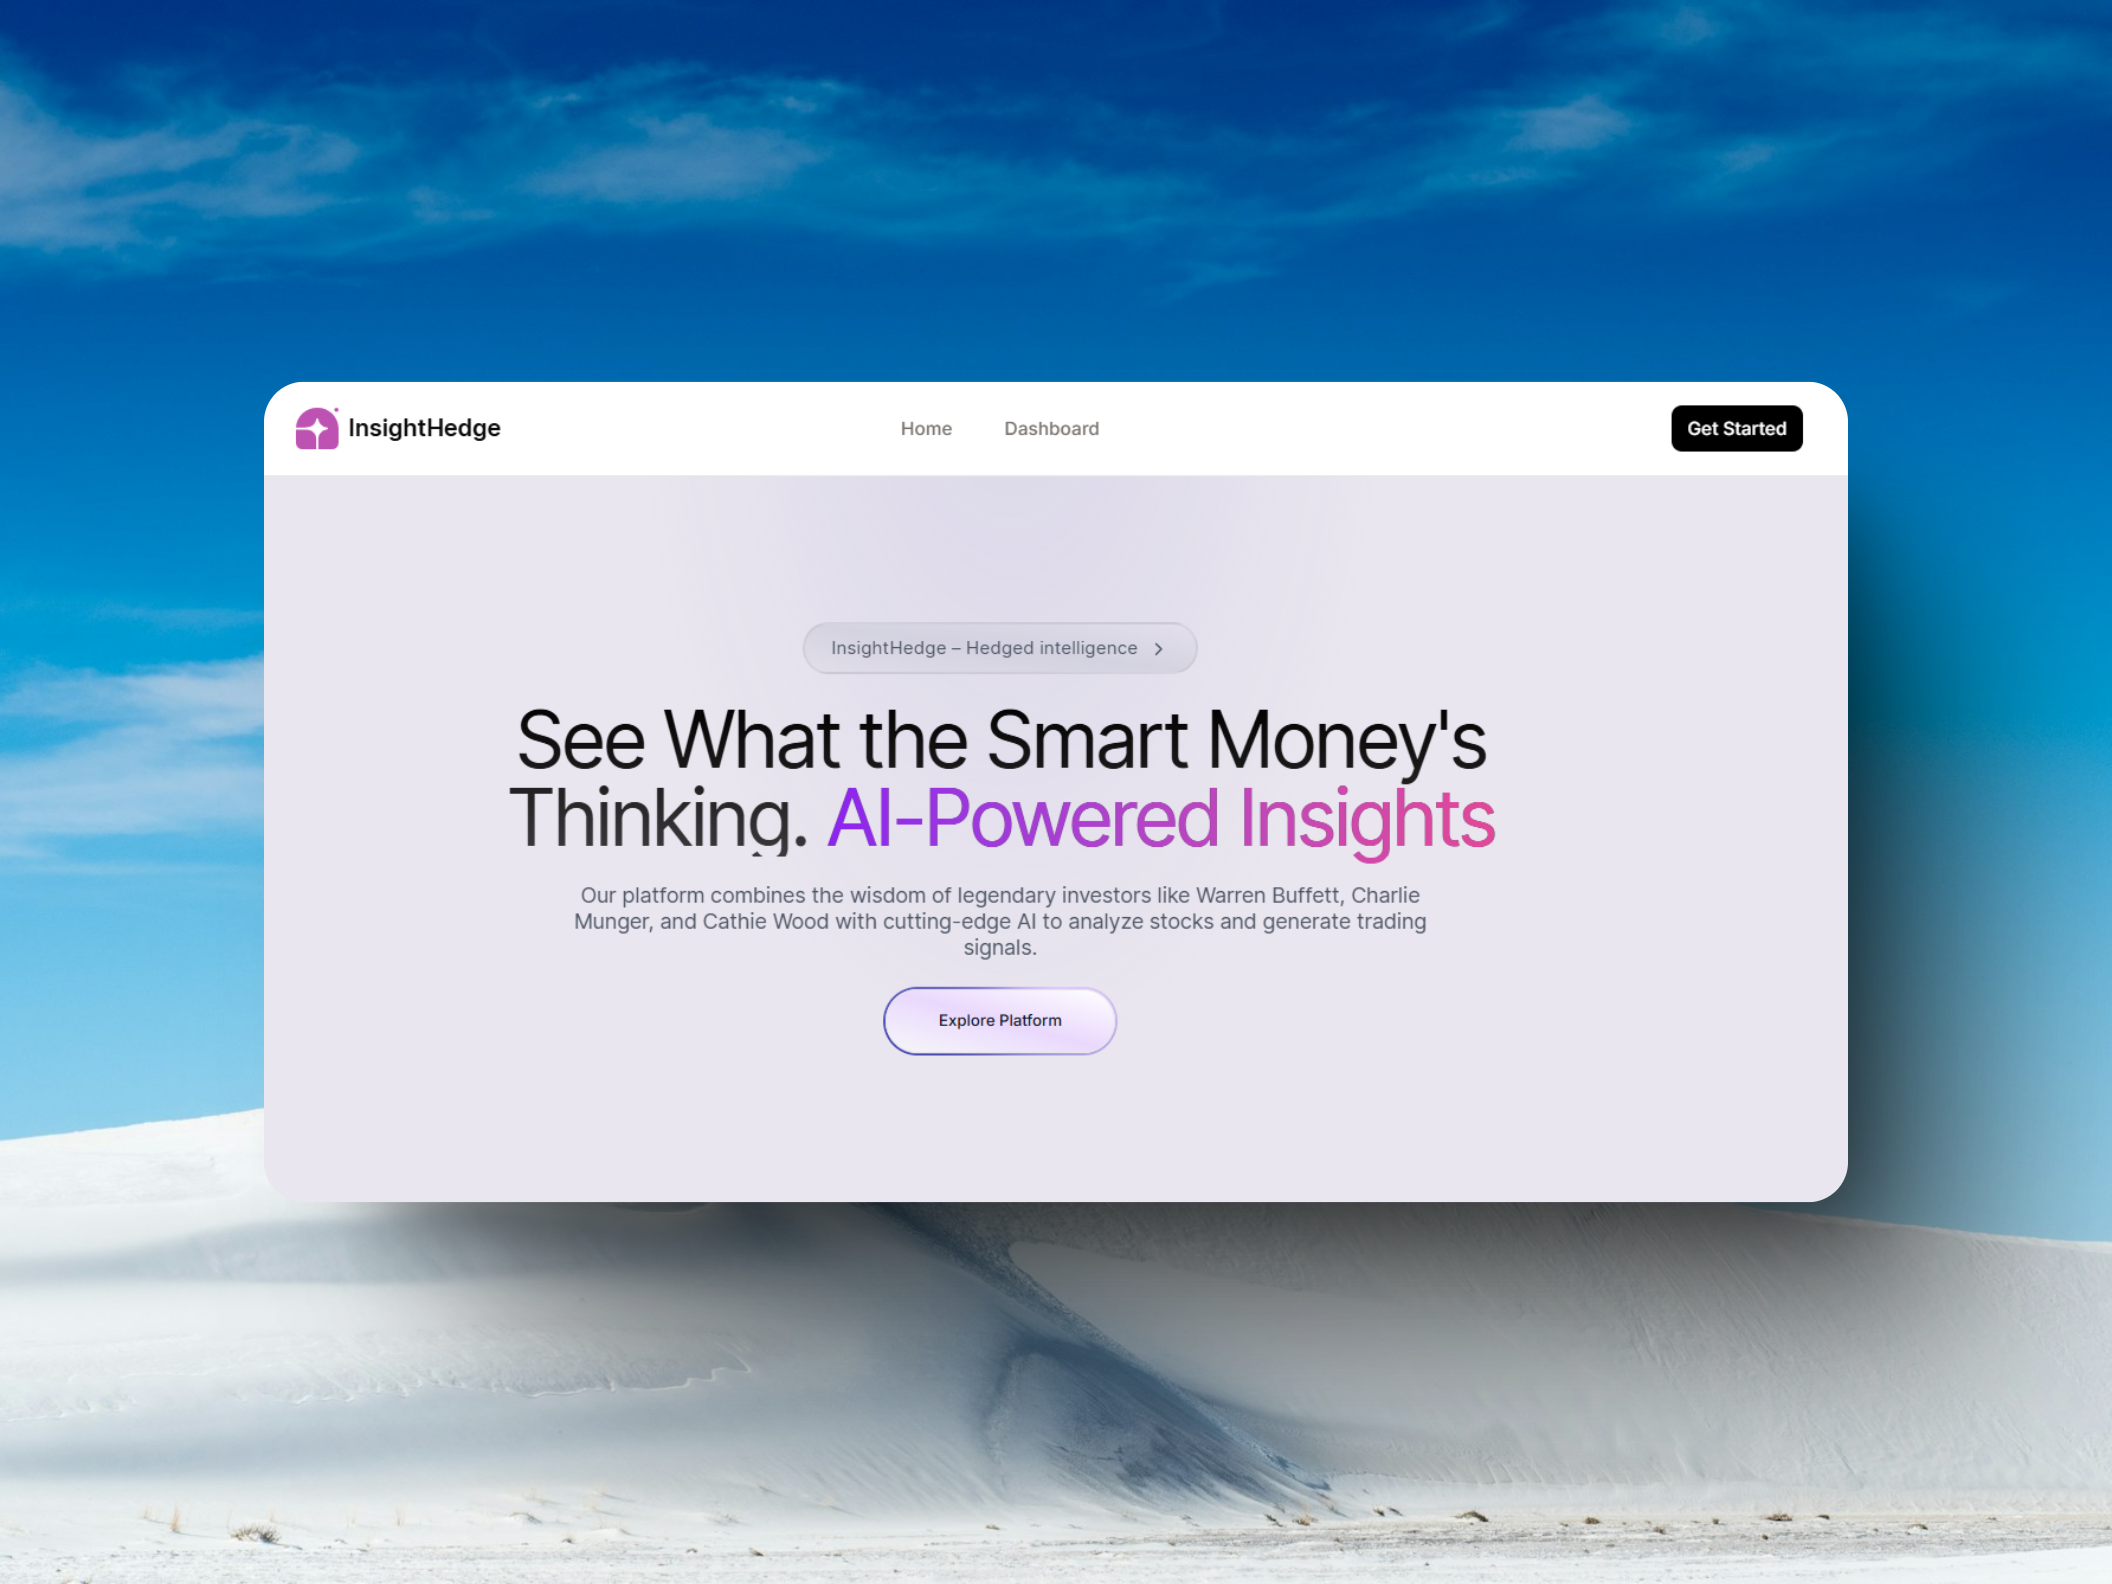 InsightHedge
Home
Dashboard
Get Started
InsightHedge – Hedged intelligence
See What the Smart Money's
Thinking. AI-Powered Insights
Our platform combines the wisdom of legendary investors like Warren Buffett, Charlie
Munger, and Cathie Wood with cutting-edge AI to analyze stocks and generate trading
signals.
Explore Platform